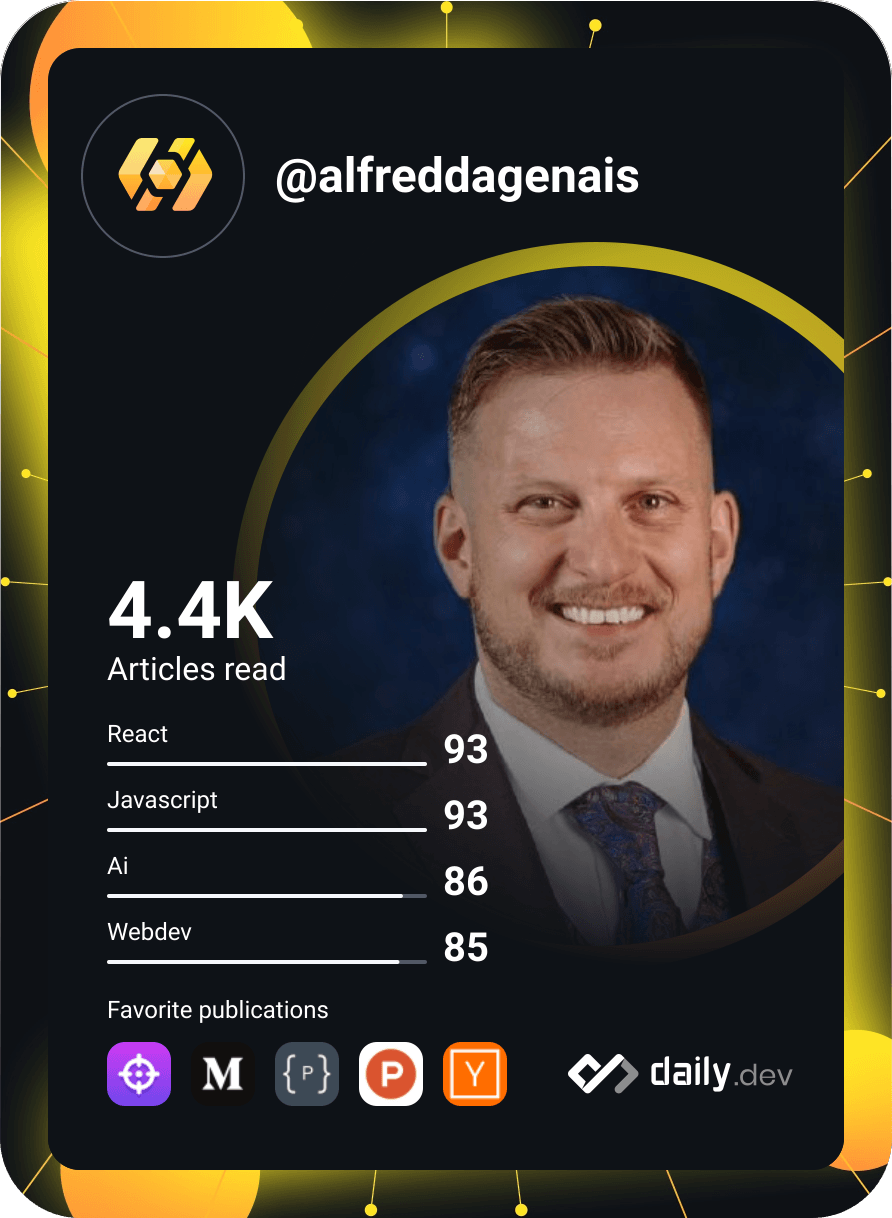 @alfreddagenais
4.4K
Articles read
React
93
Javascript
93
Ai
86
Webdev
85
Favorite publications
M
{P}
P
Y
daily.dev